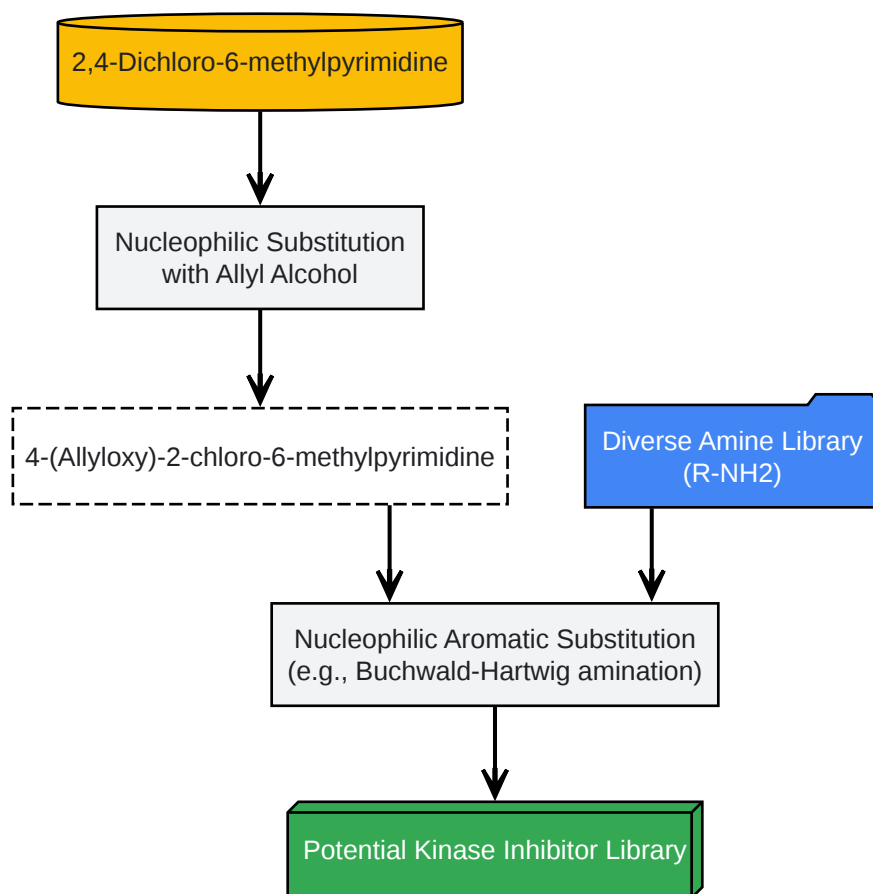 2,4-Dichloro-6-methylpyrimidine
Nucleophilic Substitution
with Allyl Alcohol
4-(Allyloxy)-2-chloro-6-methylpyrimidine
Diverse Amine Library
(R-NH2)
Nucleophilic Aromatic Substitution
(e.g., Buchwald-Hartwig amination)
Potential Kinase Inhibitor Library